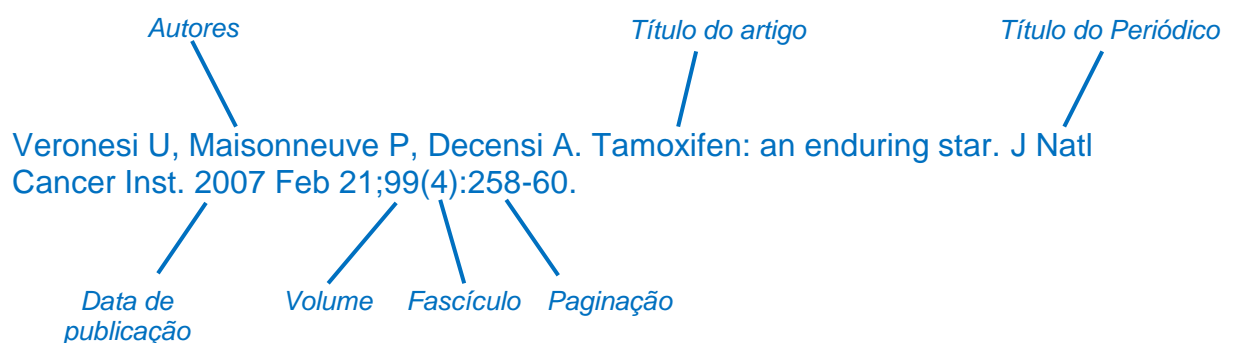 Autores
Título do artigo
Título do Periódico
Veronesi U, Maisonneuve P, Decensi A. Tamoxifen: an enduring star. J Natl
Cancer Inst. 2007 Feb 21;99(4):258-60.
Data de
publicação
Volume
Fascículo
Paginação